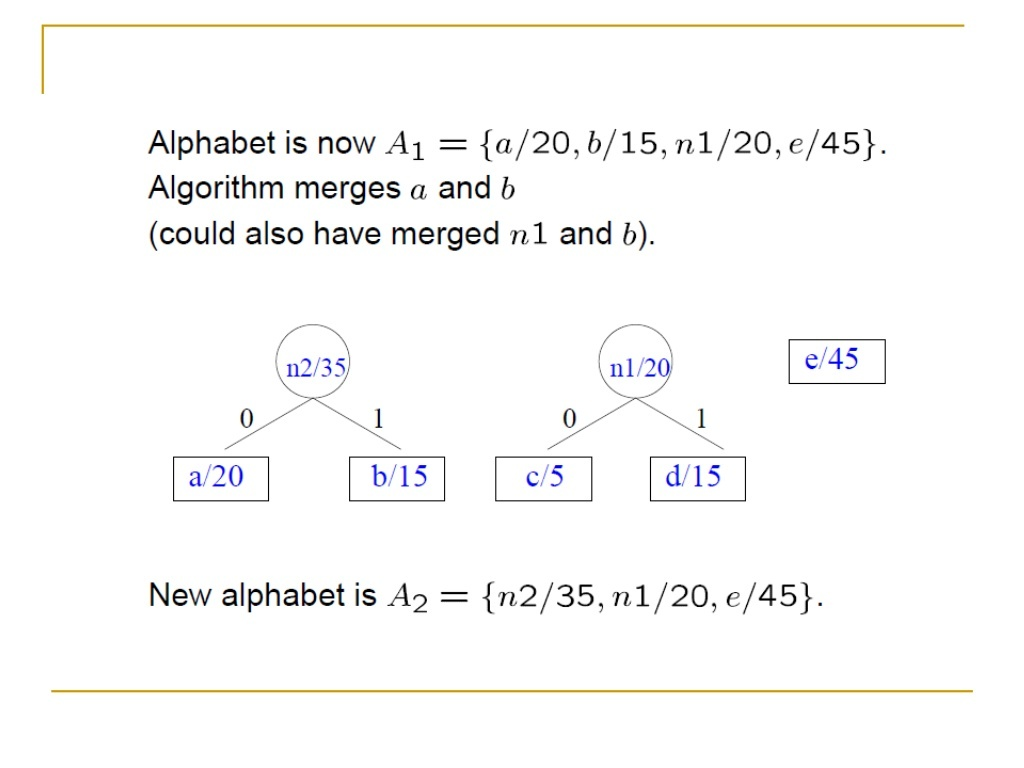 Alphabet is now A₁ = {a/20, b/15, n1/20, e/45}.
Algorithm merges a and b
(could also have merged n1 and b).
n2/35 n1/20 e/45
0 1 0 1
a/20 b/15 c/5 d/15
New alphabet is A₂ = {n2/35, n1/20, e/45}.